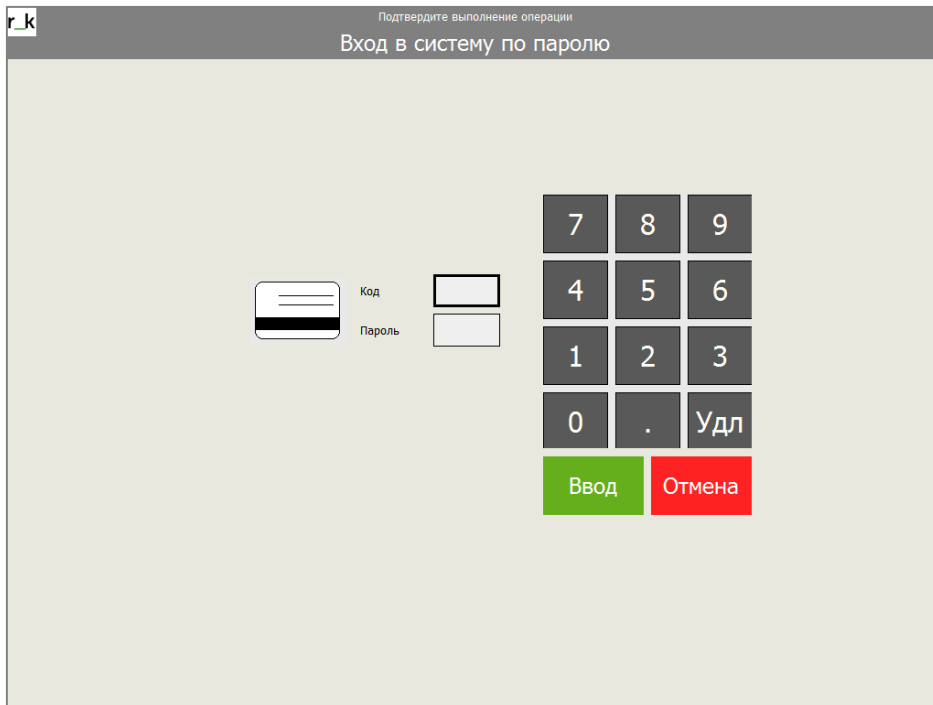 r_k
Подтвердите выполнение операции
Вход в систему по паролю
7 8 9
Код
4 5 6
Пароль
1 2 3
0 . Удл
Ввод Отмена